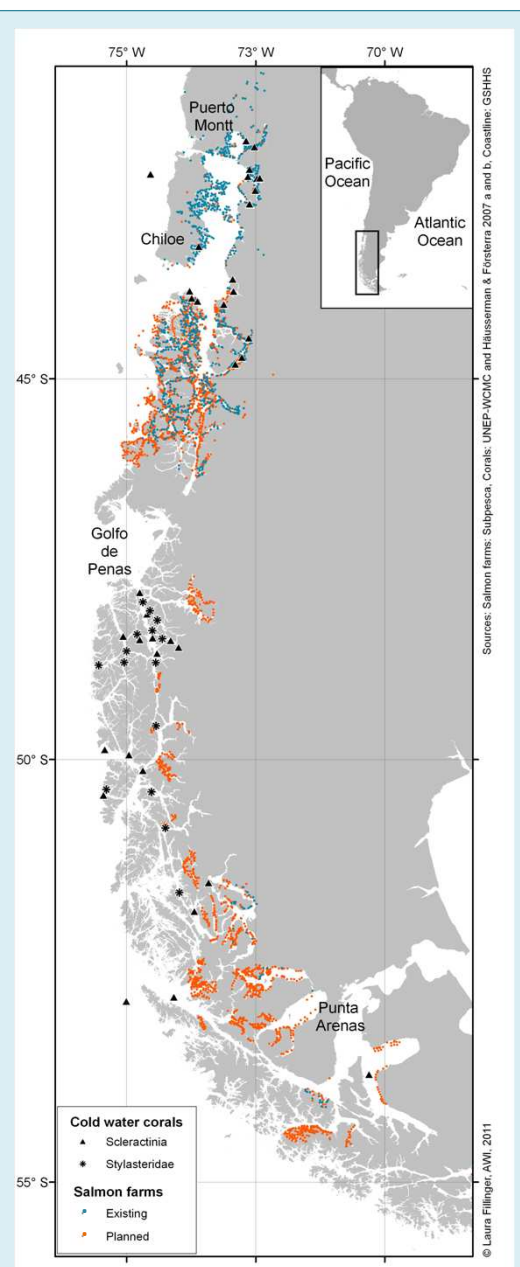 75° W
73° W
70° W
Puerto
Montt
Pacific
Ocean
Atlantic
Ocean
Chiloe
45° S
Golfo
de
Penas
50° S
Punta
Arenas
55° S
Cold water corals
Scleractinia
Stylasteridae
Salmon farms
Existing
Planned
Sources: Salmon farms: Subpesca, Corals: UNEP-WCMC and Häusserman & Försterra 2007 a and b, Coastline: GSHHS
© Laura Fillinger, AWI, 2011